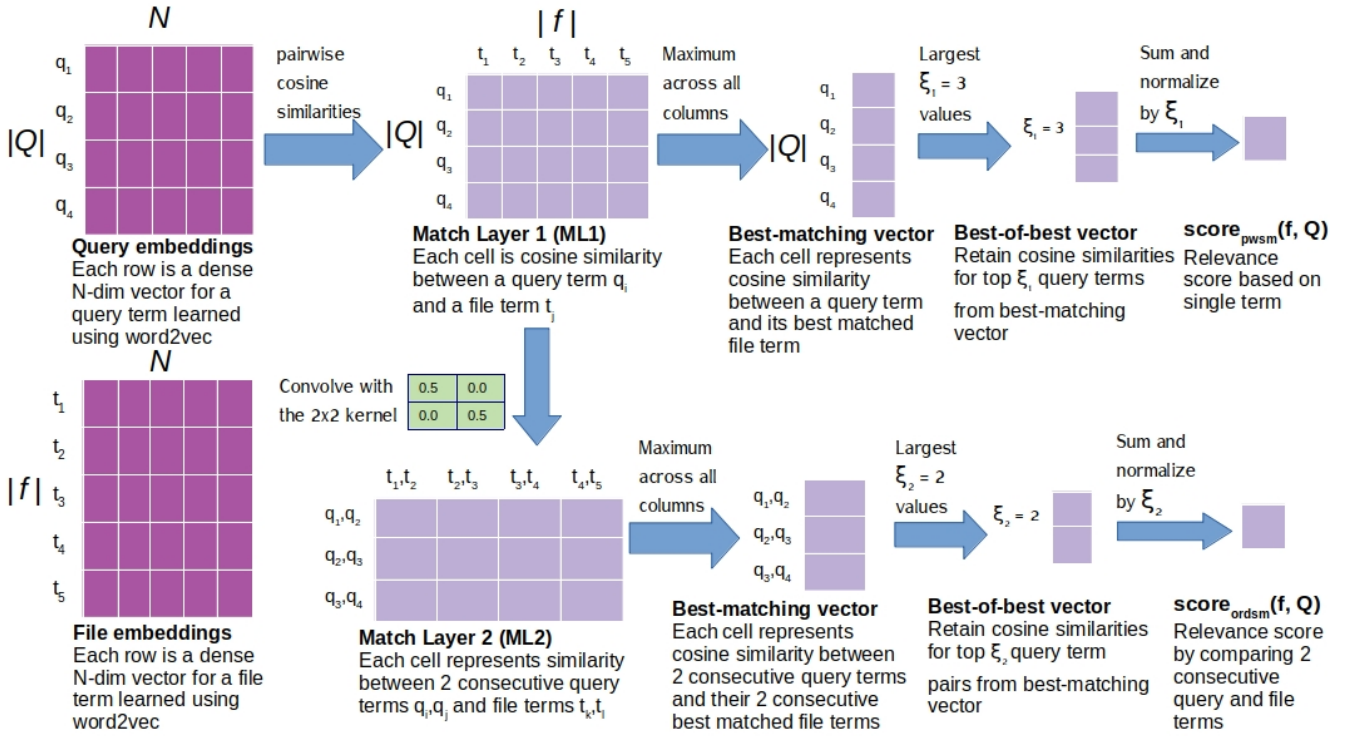 N
q1
q2
q3
q4
|Q|
Query embeddings
Each row is a dense
N-dim vector for a
query term learned
using word2vec
pairwise
cosine
similarities
| f |
t1 t2 t3 t4 t5
q1
q2
q3
q4
|Q|
Match Layer 1 (ML1)
Each cell is cosine similarity
between a query term qi
and a file term tj
Maximum
across all
columns
q1
q2
q3
q4
|Q|
Best-matching vector
Each cell represents
cosine similarity
between a query term
and its best matched
file term
Largest
ξ1 = 3
values
ξ1 = 3
Best-of-best vector
Retain cosine similarities
for top ξ1 query terms
from best-matching
vector
Sum and
normalize
by ξ1
scorepwsm(f, Q)
Relevance
score based on
single term
N
t1
t2
t3
t4
t5
| f |
File embeddings
Each row is a dense
N-dim vector for a file
term learned using
word2vec
Convolve with
the 2x2 kernel
0.5 0.0
0.0 0.5
t1,t2 t2,t3 t3,t4 t4,t5
q1,q2
q2,q3
q3,q4
Match Layer 2 (ML2)
Each cell represents similarity
between 2 consecutive query
terms qi,qj and file terms tk,tl
Maximum
across all
columns
q1,q2
q2,q3
q3,q4
Best-matching vector
Each cell represents
cosine similarity between
2 consecutive query terms
and their 2 consecutive
best matched file terms
Largest
ξ2 = 2
values
ξ2 = 2
Best-of-best vector
Retain cosine similarities
for top ξ2 query term
pairs from best-matching
vector
Sum and
normalize
by ξ2
scoreordsm(f, Q)
Relevance score
by comparing 2
consecutive
query and file
terms